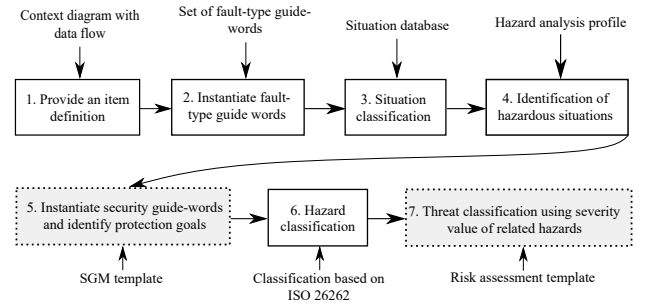 Context diagram with
data flow
Set of fault-type guide-
words
Situation database
Hazard analysis profile
1. Provide an item
definition
2. Instantiate fault-
type guide words
3. Situation
classification
4. Identification of
hazardous situations
5. Instantiate security guide-words
and identify protection goals
6. Hazard
classification
7. Threat classification using severity
value of related hazards
SGM template
Classification based on
ISO 26262
Risk assessment template